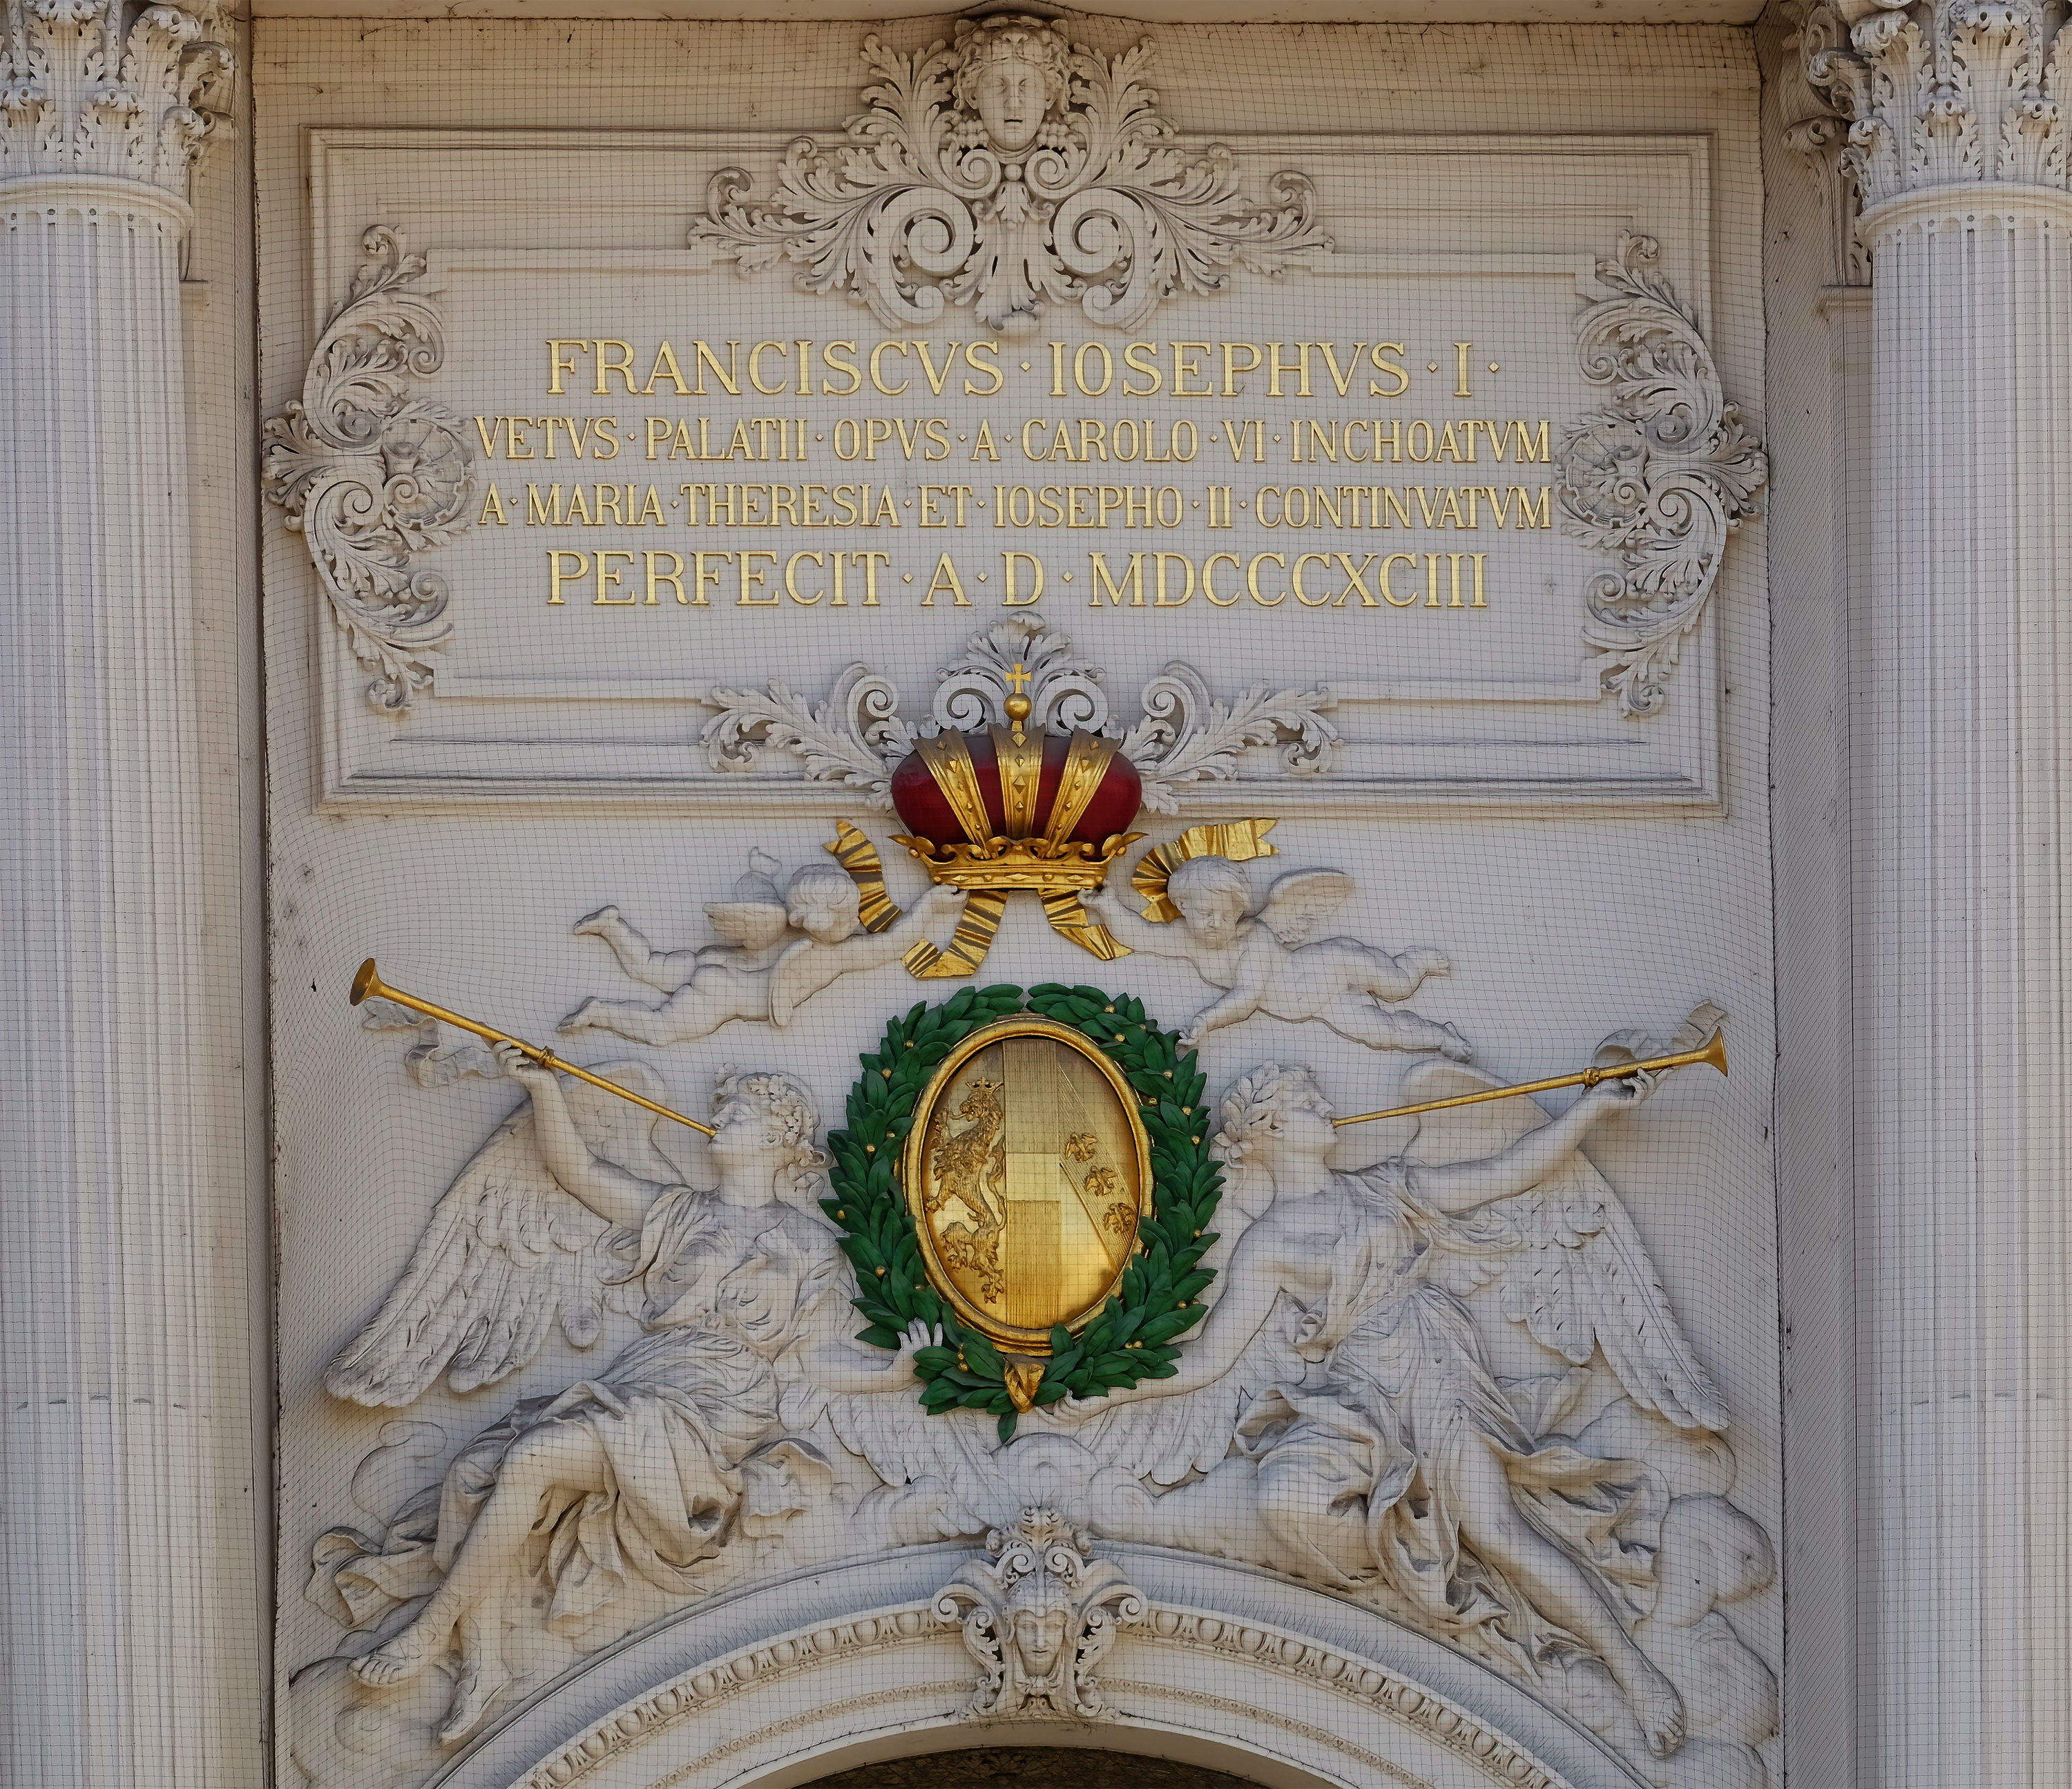 FRANCISCVS · IOSEPHVS · I ·
VETVS · PALATII · OPVS · A · CAROLO · VI · INCHOATVM
A · MARIA · THERESIA · ET · IOSEPHO · II · CONTINVATVM
PERFECIT · A · D · MDCCCXCIII